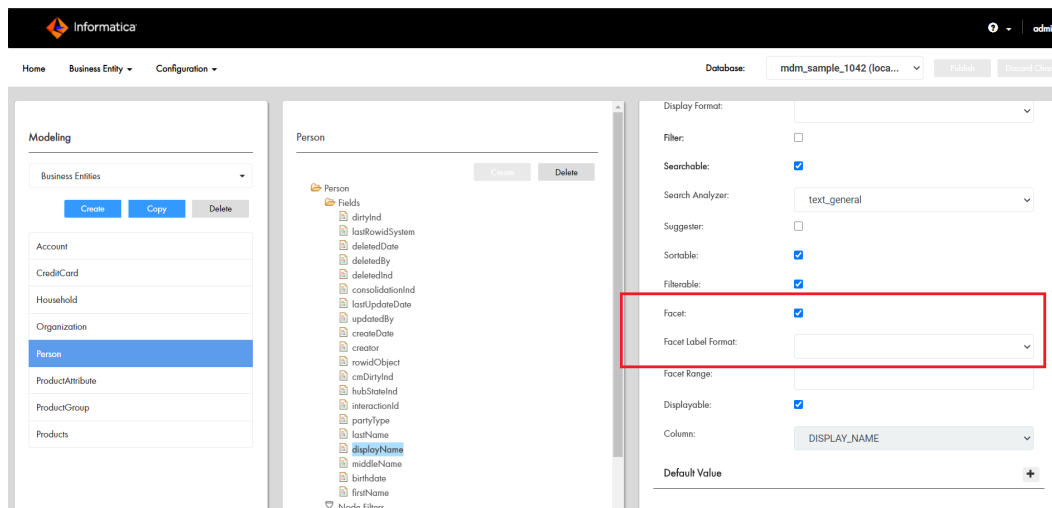 Informatica
admi
Home Business Entity Configuration Database: mdm_sample_1042 (loca... Publish Discard Chan
Modeling
Business Entities
Create Copy Delete
Account
CreditCard
Household
Organization
Person
ProductAttribute
ProductGroup
Products
Person
Create Delete
Person
Fields
dirtyInd
lastRowidSystem
deletedDate
deletedBy
deletedInd
consolidationInd
lastUpdateDate
updatedBy
createDate
creator
rowidObject
cmDirtyInd
hubStateInd
interactionId
partyType
lastName
displayName
middleName
birthdate
firstName
Node Filters
Display Format:
Filter:
Searchable:
Search Analyzer: text_general
Suggester:
Sortable:
Filterable:
Facet:
Facet Label Format:
Facet Range:
Displayable:
Column: DISPLAY_NAME
Default Value